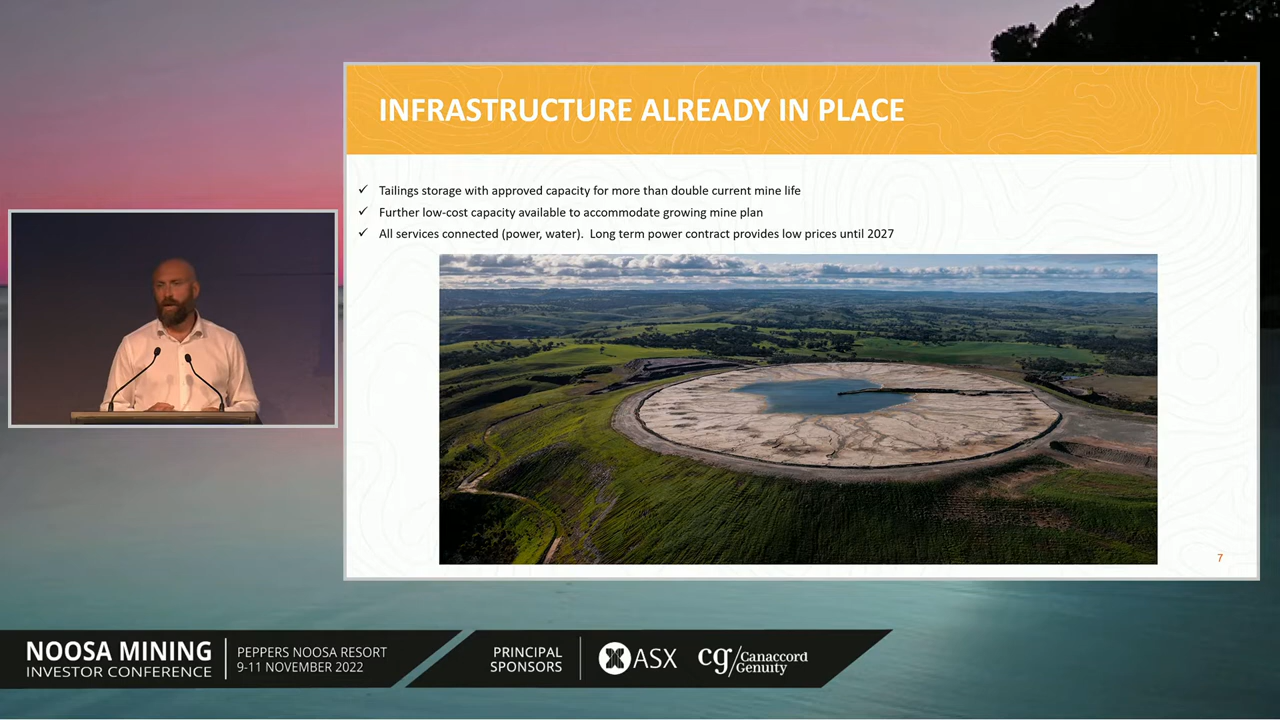 INFRASTRUCTURE ALREADY IN PLACE
✓ Tailings storage with approved capacity for more than double current mine life
✓ Further low-cost capacity available to accommodate growing mine plan
✓ All services connected (power, water). Long term power contract provides low prices until 2027
7
NOOSA MINING
INVESTOR CONFERENCE
PEPPERS NOOSA RESORT
9-11 NOVEMBER 2022
PRINCIPAL
SPONSORS
ASX
cg/Canaccord
Genuity